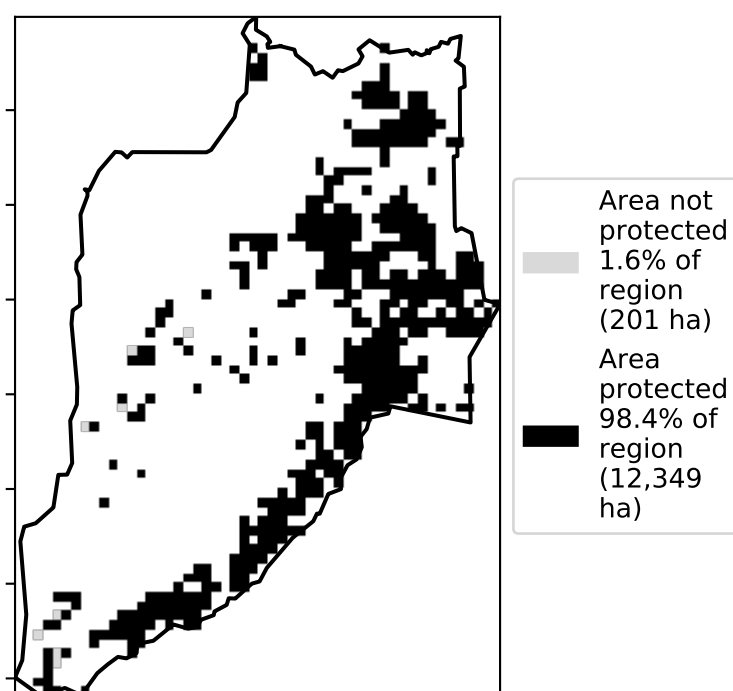 Area not
protected
1.6% of
region
(201 ha)
Area
protected
98.4% of
region
(12,349
ha)